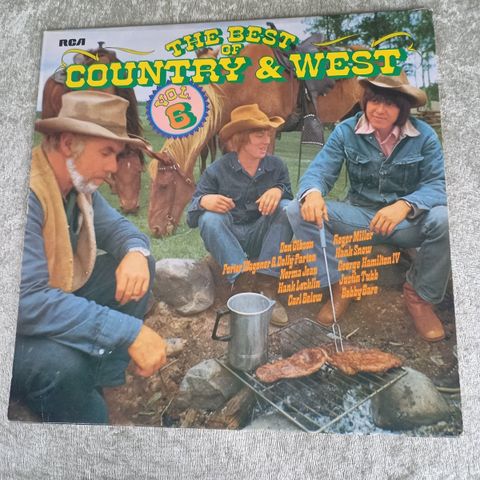 RCA
THE BEST
OF
COUNTRY & WEST
VOL
6
Don Gibson
Porter Wagoner & Dolly Parton
Norma Jean
Hank Locklin
Carl Belew
Roger Miller
Hank Snow
George Hamilton IV
Justin Tubb
Bobby Bare